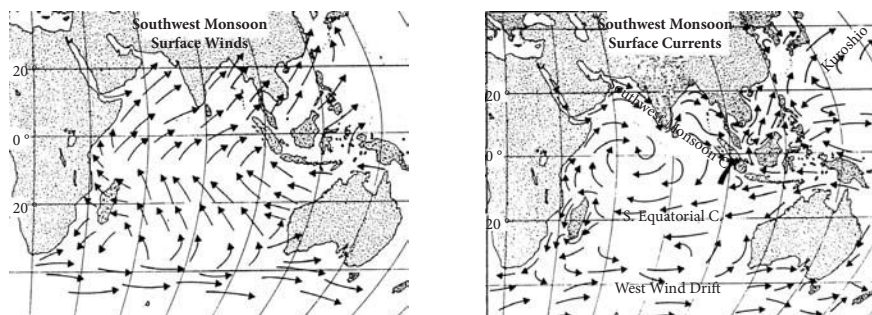 Southwest Monsoon
Surface Winds
20
0
20
Southwest Monsoon
Surface Currents
Kuroshio
20
Southwest Monsoon C.
0
S. Equatorial C.
20
West Wind Drift